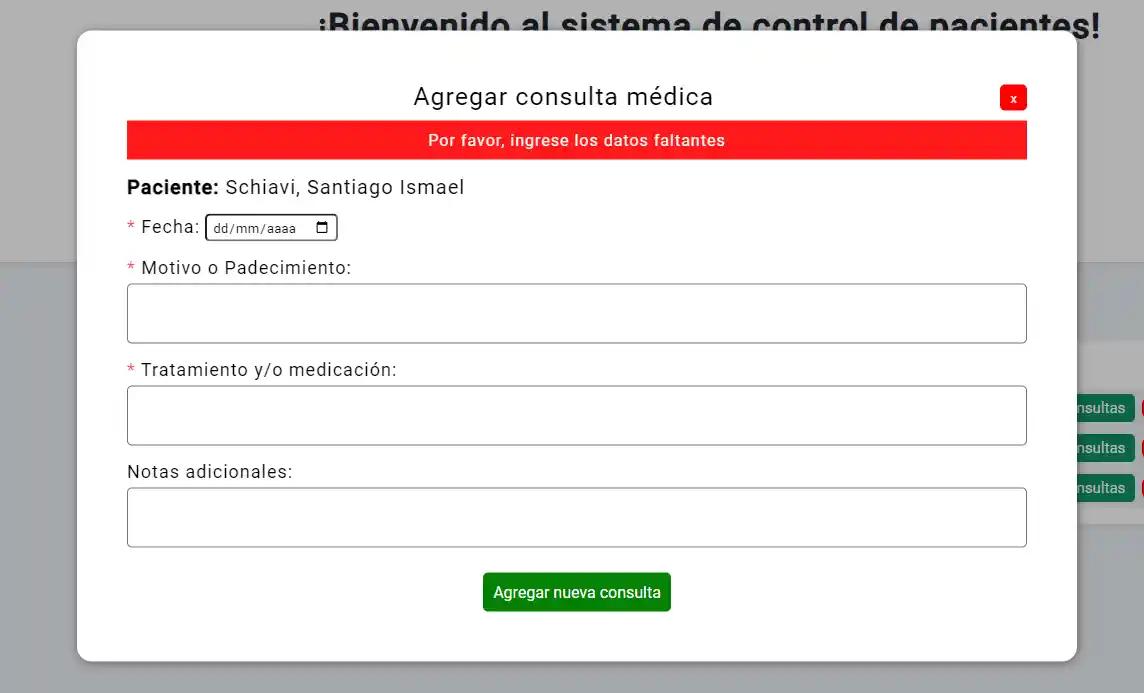 ¡Bienvenido al sistema de control de pacientes!
Agregar consulta médica
x
Por favor, ingrese los datos faltantes
Paciente: Schiavi, Santiago Ismael
* Fecha: dd/mm/aaaa
* Motivo o Padecimiento:
* Tratamiento y/o medicación:
nsultas
nsultas
Notas adicionales:
nsultas
Agregar nueva consulta